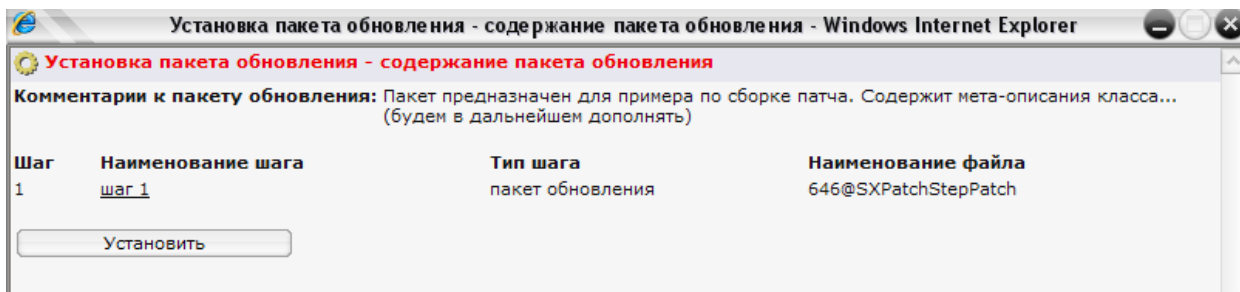 Установка пакета обновления - содержание пакета обновления - Windows Internet Explorer
Установка пакета обновления - содержание пакета обновления
Комментарии к пакету обновления: Пакет предназначен для примера по сборке патча. Содержит мета-описания класса...
(будем в дальнейшем дополнять)
Шаг Наименование шага Тип шага Наименование файла
1 шаг 1 пакет обновления 646@SXPatchStepPatch
Установить